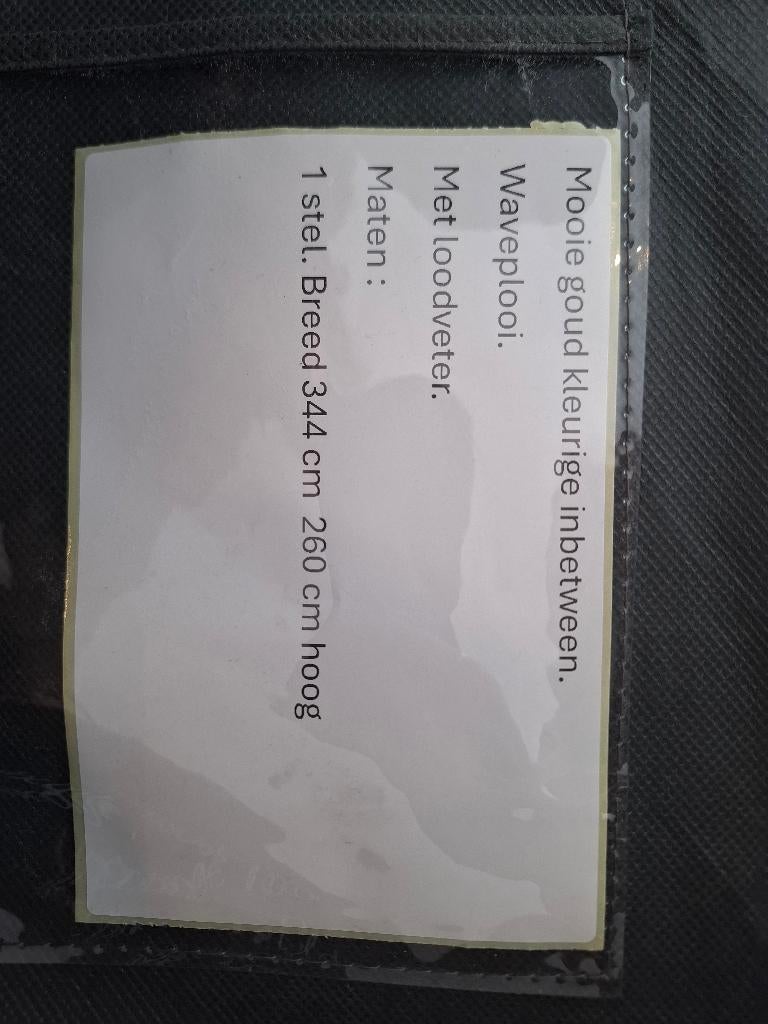 Mooie goud kleurige inbetween.
Waveplooi.
Met loodveter.
Maten :
1 stel. Breed 344 cm 260 cm hoog